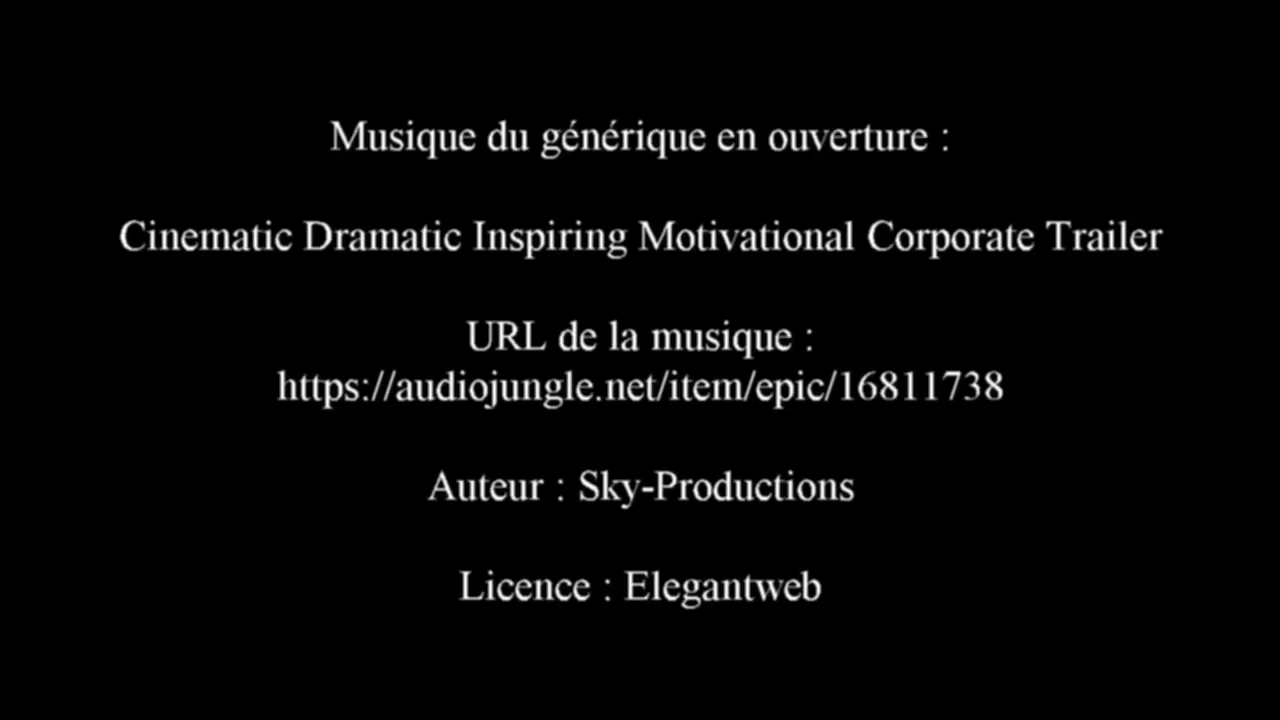 Musique du générique en ouverture :
Cinematic Dramatic Inspiring Motivational Corporate Trailer
URL de la musique :
https://audiojungle.net/item/epic/16811738
Auteur : Sky-Productions
Licence : Elegantweb